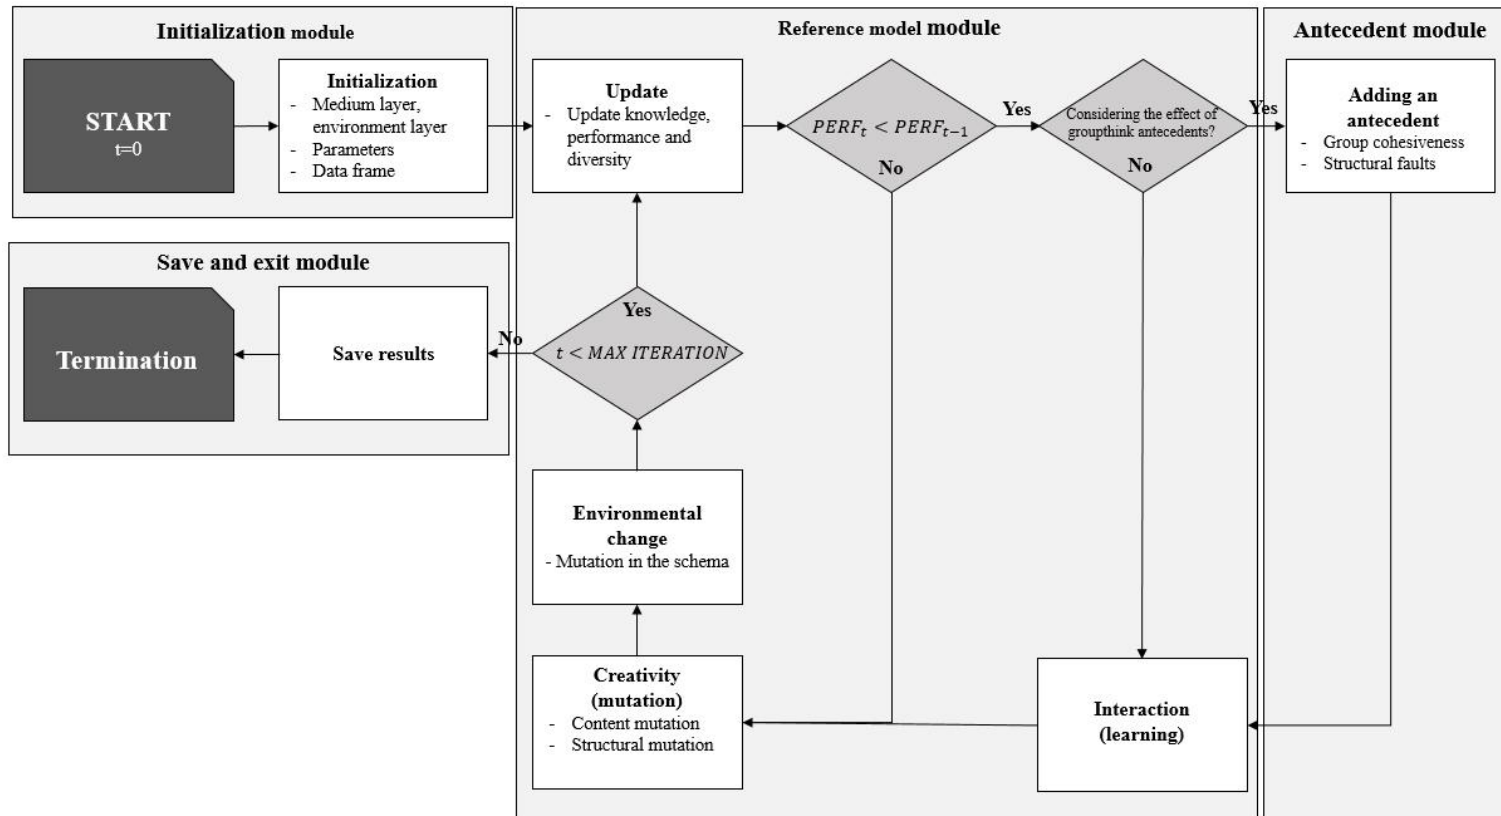 Initialization module
START
t=0
Initialization
- Medium layer,
environment layer
- Parameters
- Data frame
Reference model module
Update
- Update knowledge,
performance and
diversity
PERFₜ < PERFₜ₋₁
Yes
No
Considering the effect of
groupthink antecedents?
Yes
No
Antecedent module
Adding an
antecedent
- Group cohesiveness
- Structural faults
Save and exit module
Termination
Save results
No
Yes
t < MAX ITERATION
Environmental
change
- Mutation in the schema
Creativity
(mutation)
- Content mutation
- Structural mutation
Interaction
(learning)